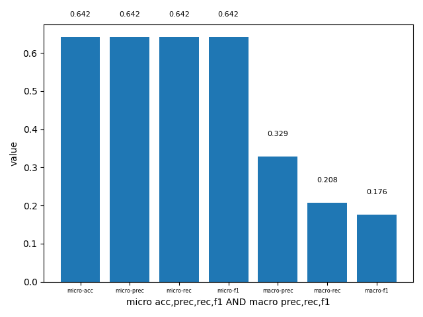 0.642 0.642 0.642 0.642
0.6
0.5
0.4
0.329
0.3
0.208
0.2
0.176
0.1
0.0
value
micro-acc micro-prec micro-rec micro-f1 macro-prec macro-rec macro-f1
micro acc,prec,rec,f1 AND macro prec,rec,f1